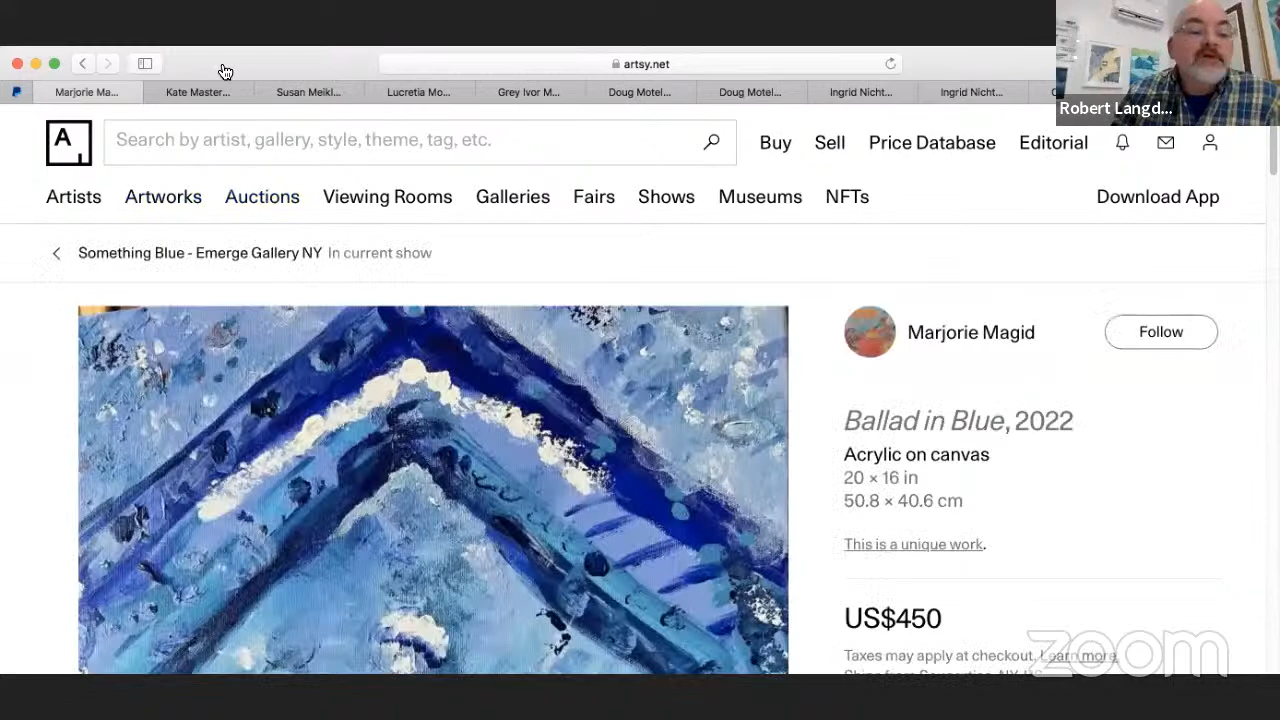 artsy.net
Marjorie Ma...
Kate Master...
Susan Meikl...
Lucretia Mo...
Grey Ivor M...
Doug Motel...
Doug Motel...
Ingrid Nicht...
Ingrid Nicht...
Robert Langd...
A
Search by artist, gallery, style, theme, tag, etc.
Buy
Sell
Price Database
Editorial
Artists
Artworks
Auctions
Viewing Rooms
Galleries
Fairs
Shows
Museums
NFTs
Download App
Something Blue - Emerge Gallery NY In current show
Marjorie Magid
Follow
Ballad in Blue, 2022
Acrylic on canvas
20 × 16 in
50.8 × 40.6 cm
This is a unique work.
US$450
Taxes may apply at checkout. Learn more.
zoom